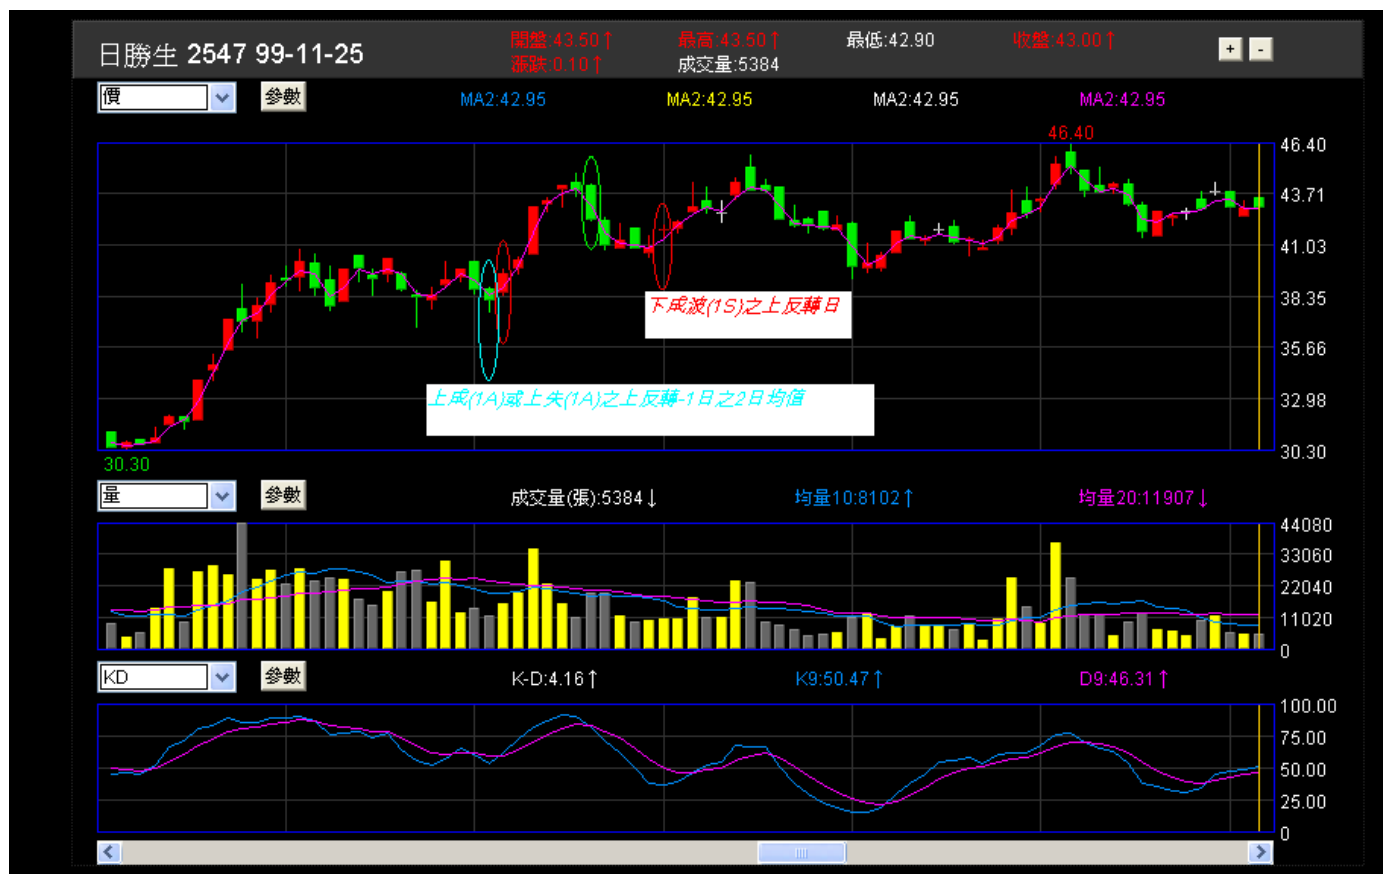 日勝生 2547 99-11-25
開盤:43.50↑ 最高:43.50↑ 最低:42.90 收盤:43.00↑
漲跌:0.10↑ 成交量:5384
+ -
價 參數 MA2:42.95 MA2:42.95 MA2:42.95 MA2:42.95
46.40
46.40
43.71
41.03
38.35
下成波(1S)之上反轉日
35.66
上成(1A)或上失(1A)之上反轉-1日之2日均值
32.98
30.30
30.30
量 參數 成交量(張):5384↓ 均量10:8102↑ 均量20:11907↓
44080
33060
22040
11020
0
KD 參數 K-D:4.16↑ K9:50.47↑ D9:46.31↑
100.00
75.00
50.00
25.00
0